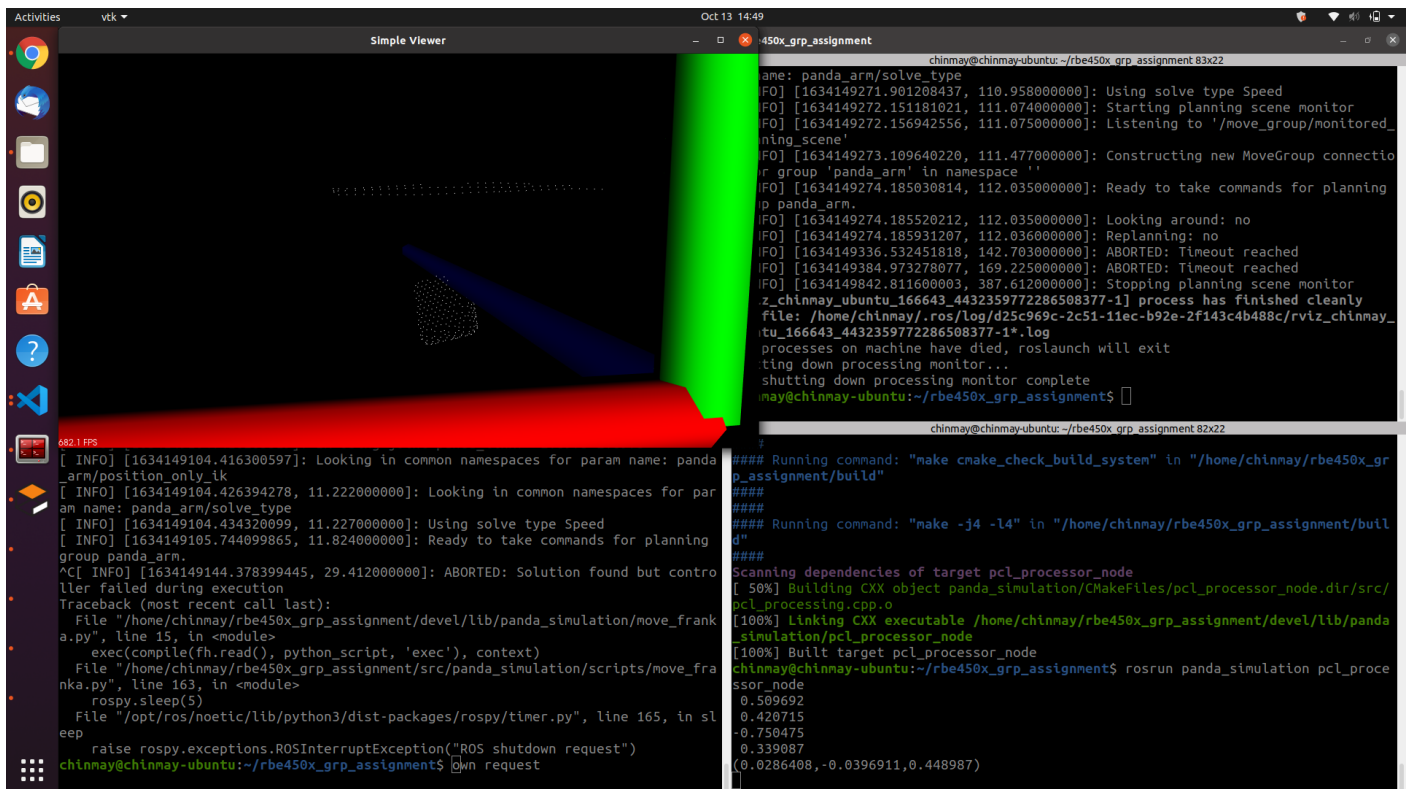 Activities
vtk
Oct 13 14:49
Simple Viewer
682.1 FPS
450x_grp_assignment
chinmay@chinmay-ubuntu: ~/rbe450x_grp_assignment 83x22
ame: panda_arm/solve_type
FO] [1634149271.901208437, 110.958000000]: Using solve type Speed
FO] [1634149272.151181021, 111.074000000]: Starting planning scene monitor
FO] [1634149272.156942556, 111.075000000]: Listening to '/move_group/monitored_
ning_scene'
FO] [1634149273.109640220, 111.477000000]: Constructing new MoveGroup connectio
r group 'panda_arm' in namespace ''
FO] [1634149274.185030814, 112.035000000]: Ready to take commands for planning
p panda_arm.
FO] [1634149274.185520212, 112.035000000]: Looking around: no
FO] [1634149274.185931207, 112.036000000]: Replanning: no
FO] [1634149336.532451818, 142.703000000]: ABORTED: Timeout reached
FO] [1634149384.973278077, 169.225000000]: ABORTED: Timeout reached
FO] [1634149842.811600003, 387.612000000]: Stopping planning scene monitor
z_chinmay_ubuntu_166643_4432359772286508377-1] process has finished cleanly
file: /home/chinmay/.ros/log/d25c969c-2c51-11ec-b92e-2f143c4b488c/rviz_chinmay_
tu_166643_4432359772286508377-1*.log
processes on machine have died, roslaunch will exit
ting down processing monitor...
shutting down processing monitor complete
may@chinmay-ubuntu:~/rbe450x_grp_assignment$
[ INFO] [1634149104.416300597]: Looking in common namespaces for param name: panda
_arm/position_only_ik
[ INFO] [1634149104.426394278, 11.222000000]: Looking in common namespaces for par
am name: panda_arm/solve_type
[ INFO] [1634149104.434320099, 11.227000000]: Using solve type Speed
[ INFO] [1634149105.744099865, 11.824000000]: Ready to take commands for planning
group panda_arm.
^C[ INFO] [1634149144.378399445, 29.412000000]: ABORTED: Solution found but contro
ller failed during execution
Traceback (most recent call last):
File "/home/chinmay/rbe450x_grp_assignment/devel/lib/panda_simulation/move_frank
a.py", line 15, in <module>
exec(compile(fh.read(), python_script, 'exec'), context)
File "/home/chinmay/rbe450x_grp_assignment/src/panda_simulation/scripts/move_fra
nka.py", line 163, in <module>
rospy.sleep(5)
File "/opt/ros/noetic/lib/python3/dist-packages/rospy/timer.py", line 165, in sl
eep
raise rospy.exceptions.ROSInterruptException("ROS shutdown request")
chinmay@chinmay-ubuntu:~/rbe450x_grp_assignment$ own request
chinmay@chinmay-ubuntu: ~/rbe450x_grp_assignment 82x22
#
#### Running command: "make cmake_check_build_system" in "/home/chinmay/rbe450x_gr
p_assignment/build"
####
####
#### Running command: "make -j4 -l4" in "/home/chinmay/rbe450x_grp_assignment/buil
d"
####
Scanning dependencies of target pcl_processor_node
[ 50%] Building CXX object panda_simulation/CMakeFiles/pcl_processor_node.dir/src/
pcl_processing.cpp.o
[100%] Linking CXX executable /home/chinmay/rbe450x_grp_assignment/devel/lib/panda
_simulation/pcl_processor_node
[100%] Built target pcl_processor_node
chinmay@chinmay-ubuntu:~/rbe450x_grp_assignment$ rosrun panda_simulation pcl_proce
ssor_node
0.509692
0.420715
-0.750475
0.339087
(0.0286408,-0.0396911,0.448987)